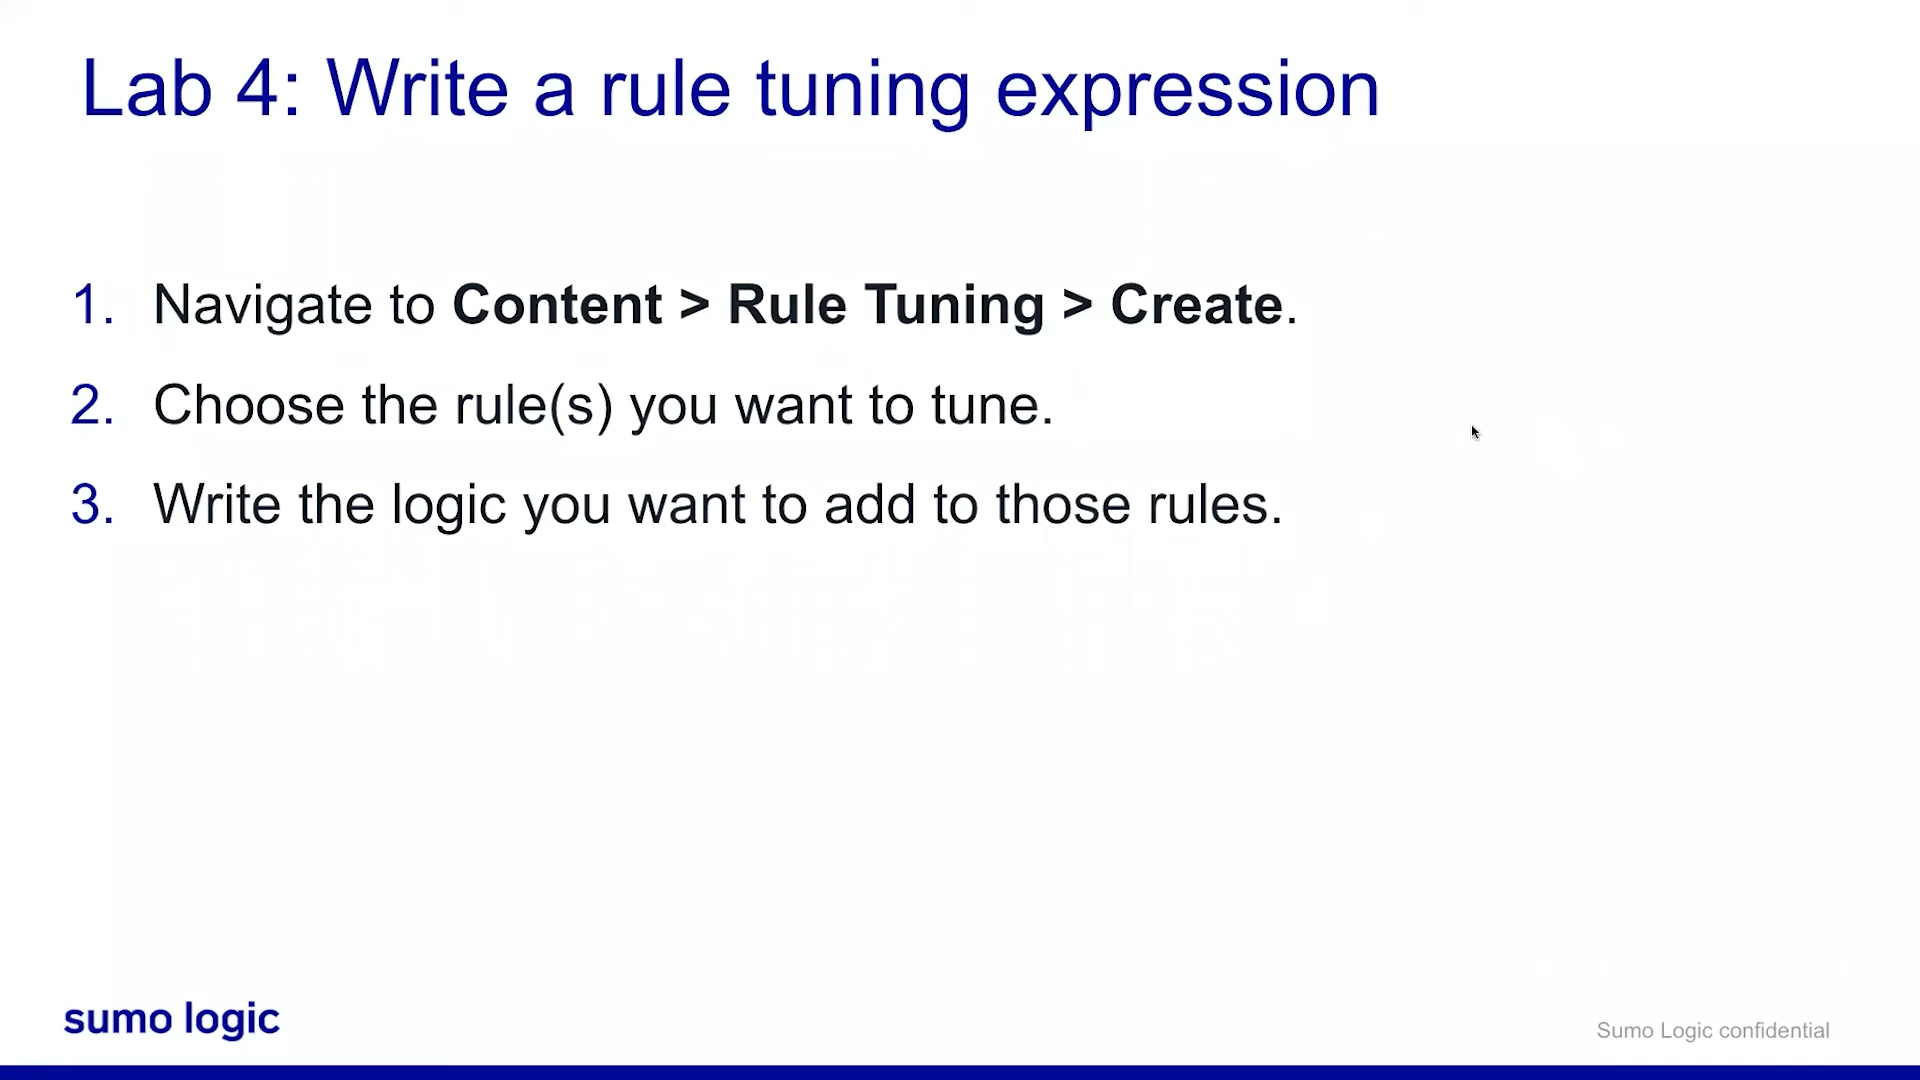 Lab 4: Write a rule tuning expression
1. Navigate to Content > Rule Tuning > Create.
2. Choose the rule(s) you want to tune.
3. Write the logic you want to add to those rules.
sumo logic
Sumo Logic confidential